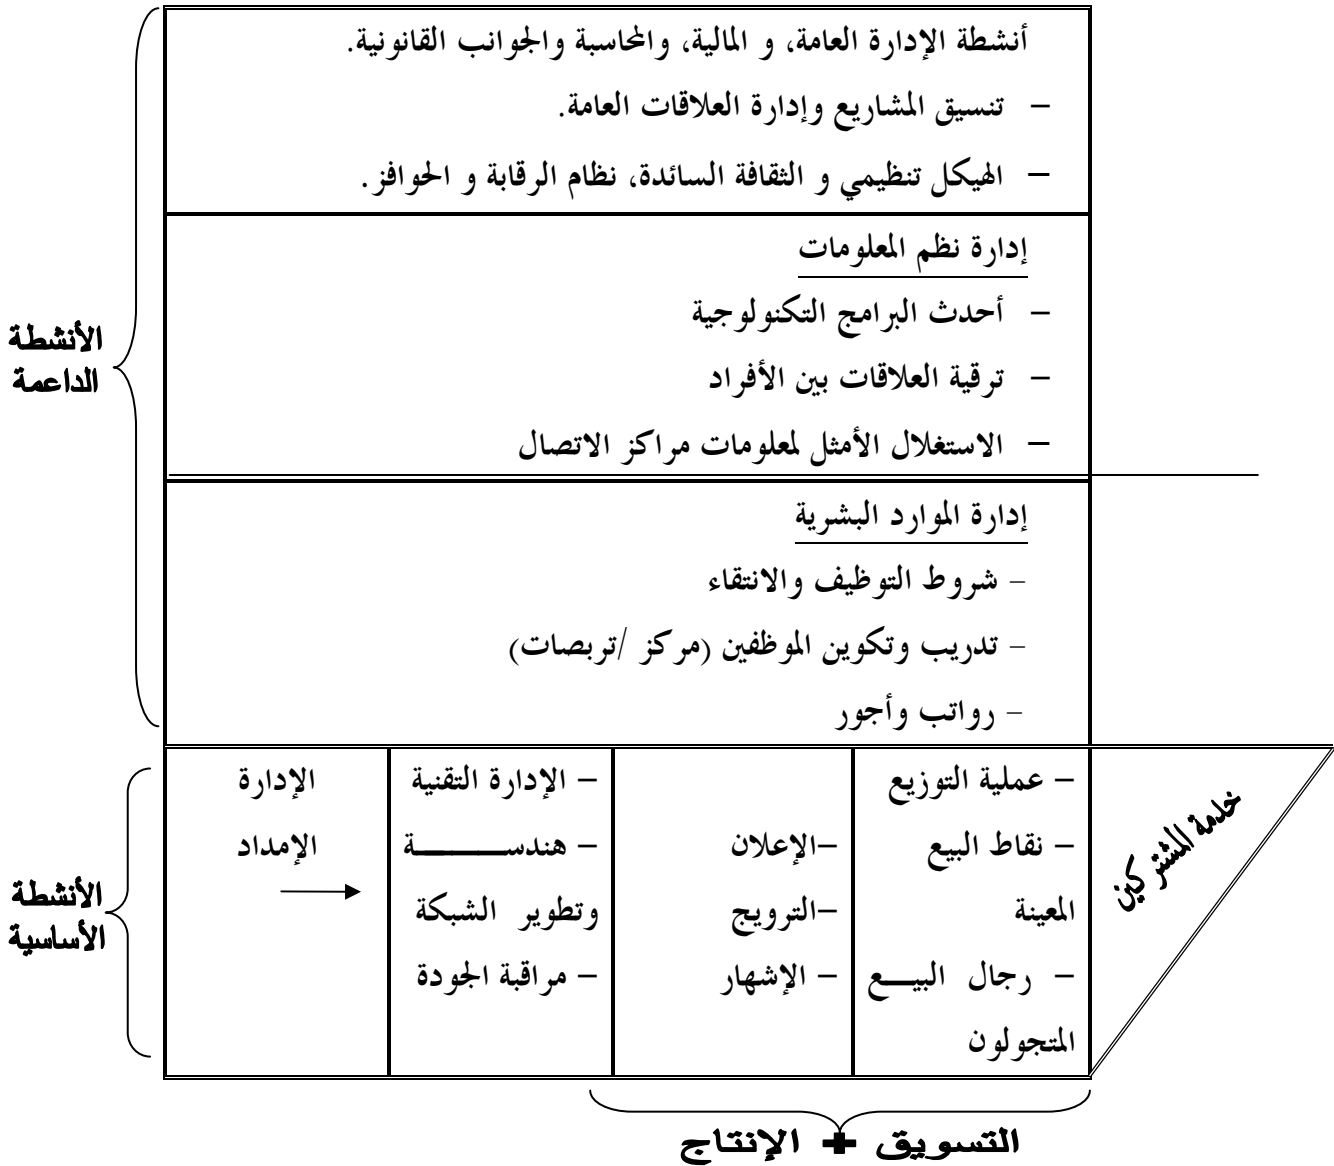 أنشطة الإدارة العامة، و المالية، والمحاسبة والجوانب القانونية.
– تنسيق المشاريع وإدارة العلاقات العامة.
– الهيكل تنظيمي و الثقافة السائدة، نظام الرقابة و الحوافز.
إدارة نظم المعلومات
– أحدث البرامج التكنولوجية
– ترقية العلاقات بين الأفراد
– الاستغلال الأمثل لمعلومات مراكز الاتصال
الأنشطة
الداعمة
إدارة الموارد البشرية
– شروط التوظيف والانتقاء
– تدريب وتكوين الموظفين (مركز /تربصات)
– رواتب وأجور
خدمة المشتركين
– عملية التوزيع
– نقاط البيع
المعينة
– رجال البيـــع
المتجولون
–الإعلان
–الترويج
– الإشهار
– الإدارة التقنية
– هندســـــــة
وتطوير الشبكة
– مراقبة الجودة
الإدارة
الإمداد
الأنشطة
الأساسية
التسويق + الإنتاج